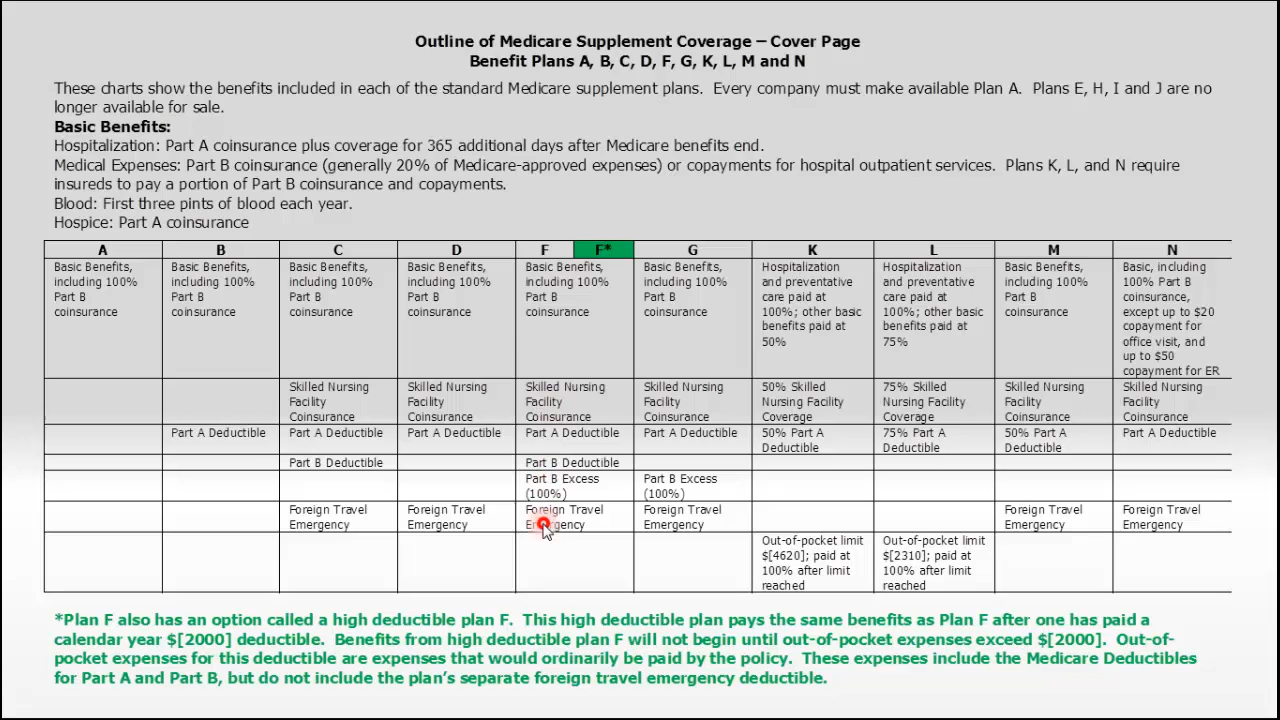 Outline of Medicare Supplement Coverage – Cover Page
Benefit Plans A, B, C, D, F, G, K, L, M and N
These charts show the benefits included in each of the standard Medicare supplement plans.  Every company must make available Plan A.  Plans E, H, I and J are no
longer available for sale.
Basic Benefits:
Hospitalization: Part A coinsurance plus coverage for 365 additional days after Medicare benefits end.
Medical Expenses: Part B coinsurance (generally 20% of Medicare-approved expenses) or copayments for hospital outpatient services.  Plans K, L, and N require
insureds to pay a portion of Part B coinsurance and copayments.
Blood: First three pints of blood each year.
Hospice: Part A coinsurance
A B C D F F* G K L M N
Basic Benefits, including 100% Part B coinsurance
Basic Benefits, including 100% Part B coinsurance
Basic Benefits, including 100% Part B coinsurance
Basic Benefits, including 100% Part B coinsurance
Basic Benefits, including 100% Part B coinsurance
Basic Benefits, including 100% Part B coinsurance
Hospitalization and preventative care paid at 100%; other basic benefits paid at 50%
Hospitalization and preventative care paid at 100%; other basic benefits paid at 75%
Basic Benefits, including 100% Part B coinsurance
Basic, including 100% Part B coinsurance, except up to $20 copayment for office visit, and up to $50 copayment for ER
Skilled Nursing Facility Coinsurance
Skilled Nursing Facility Coinsurance
Skilled Nursing Facility Coinsurance
Skilled Nursing Facility Coinsurance
50% Skilled Nursing Facility Coverage
75% Skilled Nursing Facility Coverage
Skilled Nursing Facility Coinsurance
Skilled Nursing Facility Coinsurance
Part A Deductible
Part A Deductible
Part A Deductible
Part A Deductible
Part A Deductible
50% Part A Deductible
75% Part A Deductible
50% Part A Deductible
Part A Deductible
Part B Deductible
Part B Deductible
Part B Excess (100%)
Part B Excess (100%)
Foreign Travel Emergency
Foreign Travel Emergency
Foreign Travel Emergency
Foreign Travel Emergency
Foreign Travel Emergency
Foreign Travel Emergency
Out-of-pocket limit $[4620]; paid at 100% after limit reached
Out-of-pocket limit $[2310]; paid at 100% after limit reached
*Plan F also has an option called a high deductible plan F.  This high deductible plan pays the same benefits as Plan F after one has paid a
calendar year $[2000] deductible.  Benefits from high deductible plan F will not begin until out-of-pocket expenses exceed $[2000].  Out-of-
pocket expenses for this deductible are expenses that would ordinarily be paid by the policy.  These expenses include the Medicare Deductibles
for Part A and Part B, but do not include the plan's separate foreign travel emergency deductible.